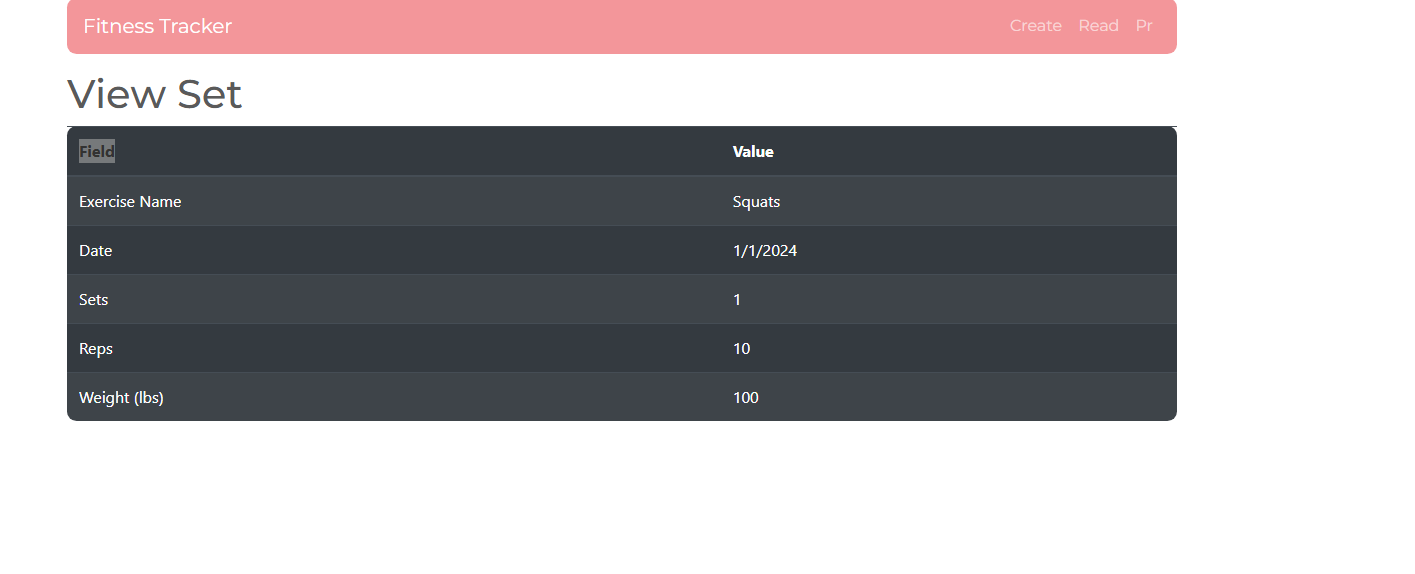 Fitness Tracker Create Read Pr
View Set
Field Value
Exercise Name Squats
Date 1/1/2024
Sets 1
Reps 10
Weight (lbs) 100